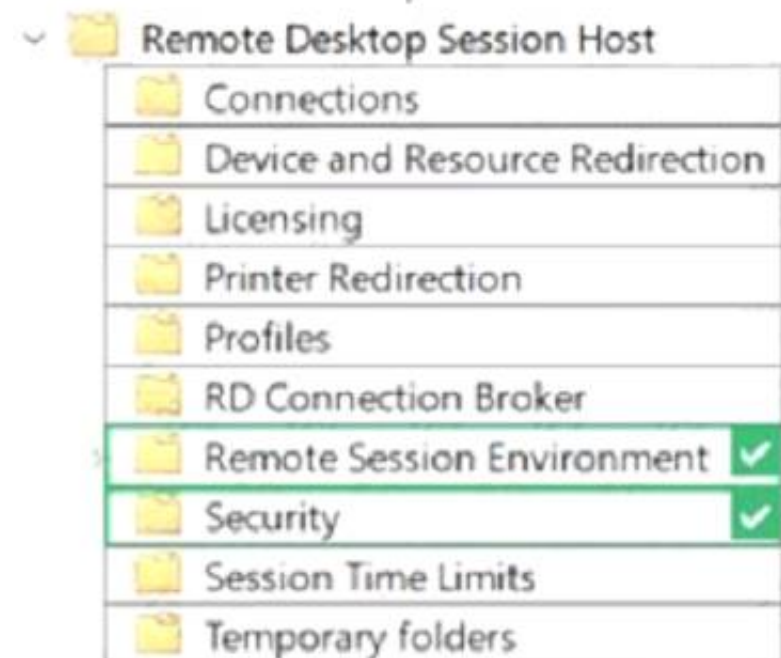 Remote Desktop Session Host
Connections
Device and Resource Redirection
Licensing
Printer Redirection
Profiles
RD Connection Broker
Remote Session Environment
Security
Session Time Limits
Temporary folders